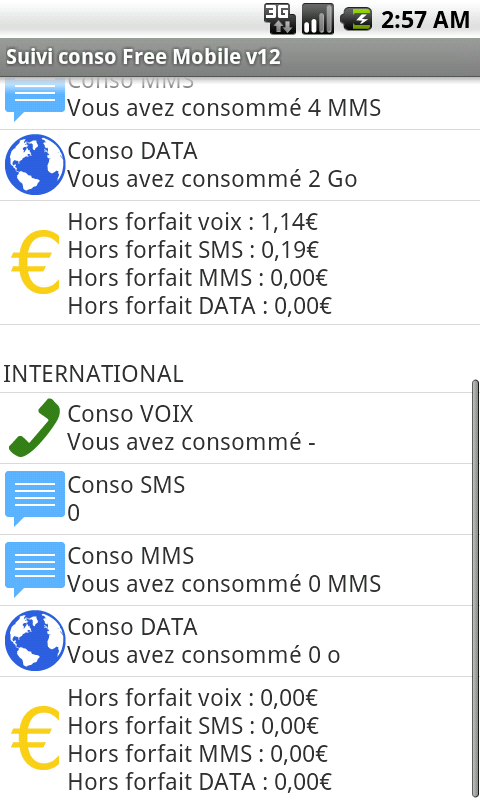 3G
2:57 AM
Suivi conso Free Mobile v12
Conso MMS
Vous avez consommé 4 MMS
Conso DATA
Vous avez consommé 2 Go
Hors forfait voix : 1,14€
€
Hors forfait SMS : 0,19€
Hors forfait MMS : 0,00€
Hors forfait DATA : 0,00€
INTERNATIONAL
Conso VOIX
Vous avez consommé -
Conso SMS
0
Conso MMS
Vous avez consommé 0 MMS
Conso DATA
Vous avez consommé 0 o
Hors forfait voix : 0,00€
€
Hors forfait SMS : 0,00€
Hors forfait MMS : 0,00€
Hors forfait DATA : 0,00€